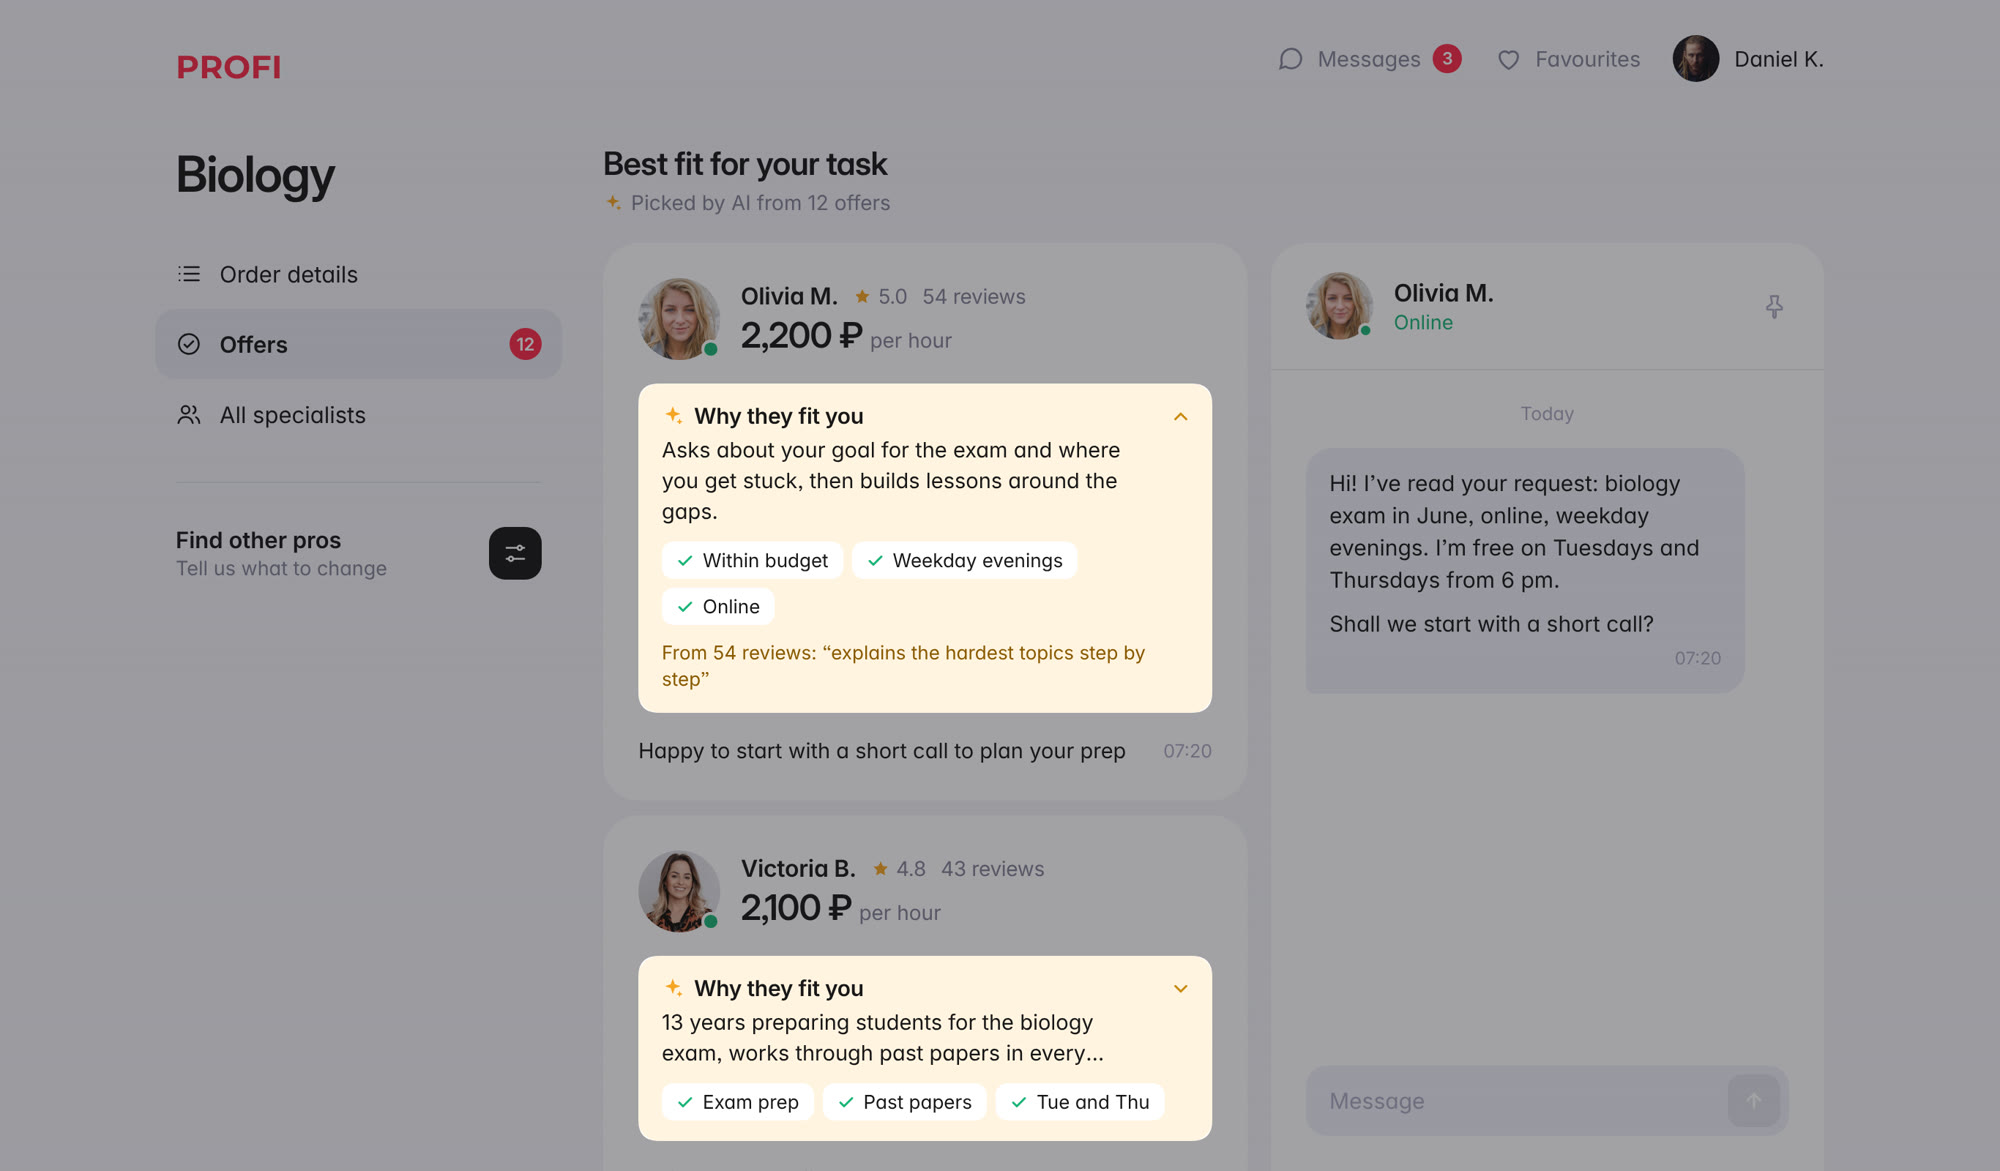 PROFI
Messages 3
Favourites
Daniel K.
Biology
Order details
Offers 12
All specialists
Find other pros
Tell us what to change
Best fit for your task
Picked by AI from 12 offers
Olivia M. 5.0 54 reviews
2,200 ₽ per hour
Why they fit you
Asks about your goal for the exam and where
you get stuck, then builds lessons around the
gaps.
Within budget
Weekday evenings
Online
From 54 reviews: “explains the hardest topics step by
step”
Happy to start with a short call to plan your prep 07:20
Victoria B. 4.8 43 reviews
2,100 ₽ per hour
Why they fit you
13 years preparing students for the biology
exam, works through past papers in every...
Exam prep
Past papers
Tue and Thu
Olivia M.
Online
Today
Hi! I’ve read your request: biology
exam in June, online, weekday
evenings. I’m free on Tuesdays and
Thursdays from 6 pm.
Shall we start with a short call?
07:20
Message